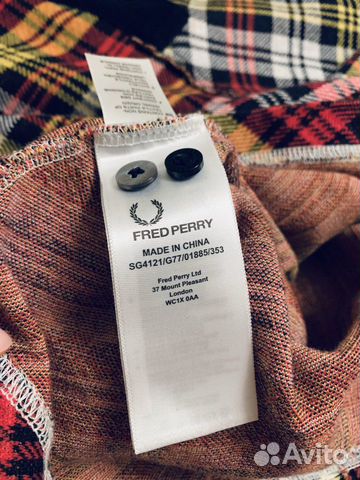 FRED PERRY
MADE IN CHINA
SG4121/G77/01885/353
Fred Perry Ltd
37 Mount Pleasant
London
WC1X 0AA
Avito